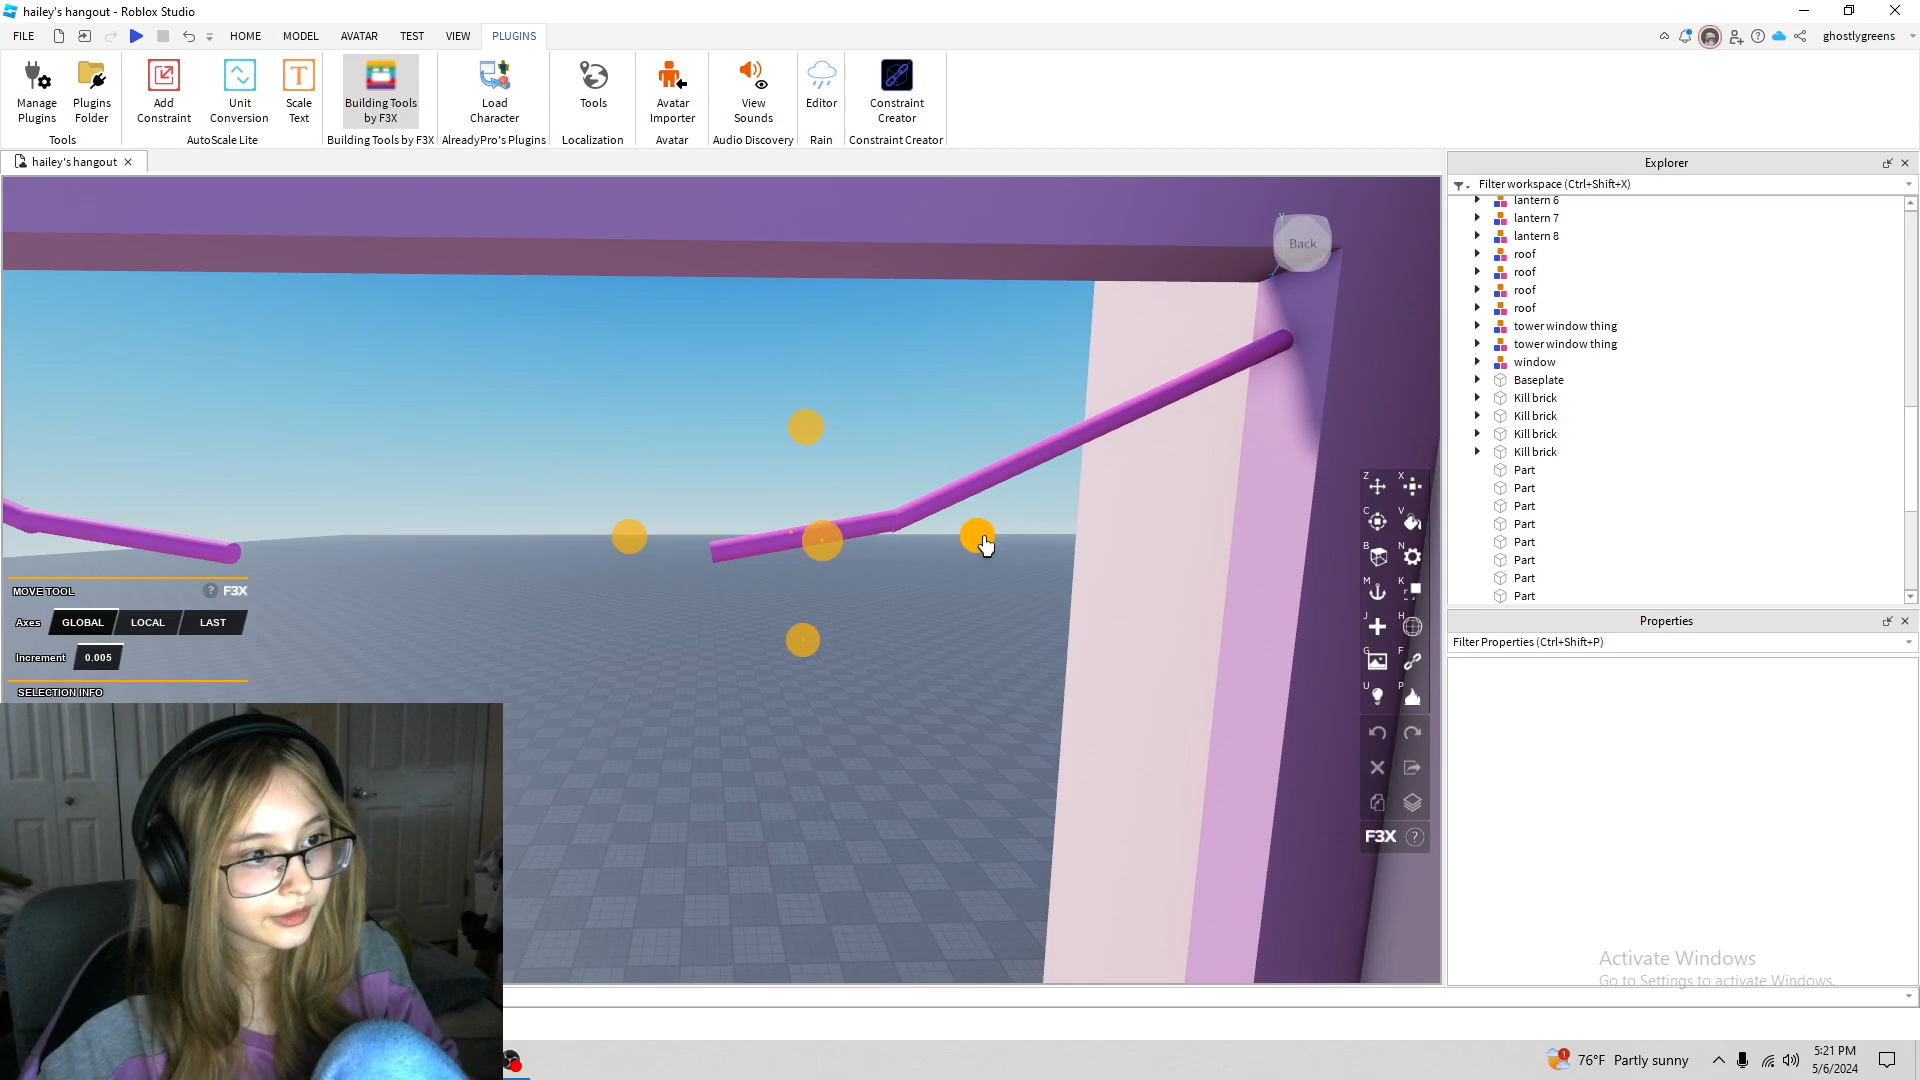 hailey's hangout - Roblox Studio
FILE
HOME
MODEL
AVATAR
TEST
VIEW
PLUGINS
ghostlygreens
Manage Plugins
Plugins Folder
Add Constraint
Unit Conversion
Scale Text
Building Tools by F3X
Load Character
Tools
Avatar Importer
View Sounds
Editor
Constraint Creator
Tools
AutoScale Lite
Building Tools by F3X
AlreadyPro's Plugins
Localization
Avatar
Audio Discovery
Rain
Constraint Creator
hailey's hangout
Explorer
Filter workspace (Ctrl+Shift+X)
lantern 6
lantern 7
lantern 8
roof
roof
roof
roof
tower window thing
tower window thing
window
Baseplate
Kill brick
Kill brick
Kill brick
Kill brick
Part
Part
Part
Part
Part
Part
Part
Part
Properties
Filter Properties (Ctrl+Shift+P)
Y
Back
Z
X
C
V
B
N
M
K
J
H
G
F
U
P
F3X
?
MOVE TOOL
? F3X
Axes GLOBAL LOCAL LAST
Increment 0.005
SELECTION INFO
Activate Windows
Go to Settings to activate Windows.
1
76°F Partly sunny
5:21 PM
5/6/2024